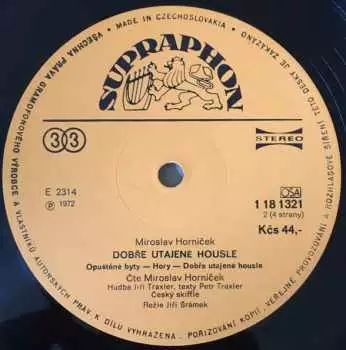 VŠECHNA PRÁVA GRAMOFONOVÉHO VÝROBCE A VLASTNÍKŮ AUTORSKÝCH PRÁV K DÍLU VYHRAZENA. POŘIZOVÁNÍ KOPIÍ, VEŘEJNÉ PROVOZOVÁNÍ A ROZHLASOVÉ ŠÍŘENÍ TÉTO DESKY JE ZAKÁZÁNO
• MADE IN CZECHOSLOVAKIA •
SUPRAPHON
33
STEREO
E 2314
Ⓟ 1972
OSA
1 18 1321
2 (4 strany)
Kčs 44,-
Miroslav Horníček
DOBŘE UTAJENÉ HOUSLE
Opuštěné byty — Hory — Dobře utajené housle
Čte Miroslav Horníček
Hudba Jiří Traxler, texty Petr Traxler
Český skiffle
Režie Jiří Šrámek